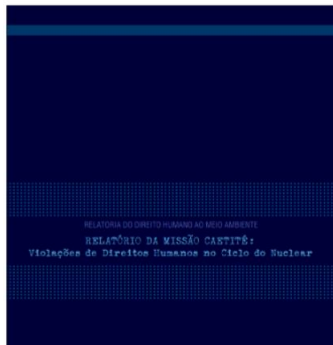 RELATORIA DO DIREITO HUMANO AO MEIO AMBIENTE
RELATÓRIO DA MISSÃO CAETITÉ:
Violações de Direitos Humanos no Ciclo do Nuclear